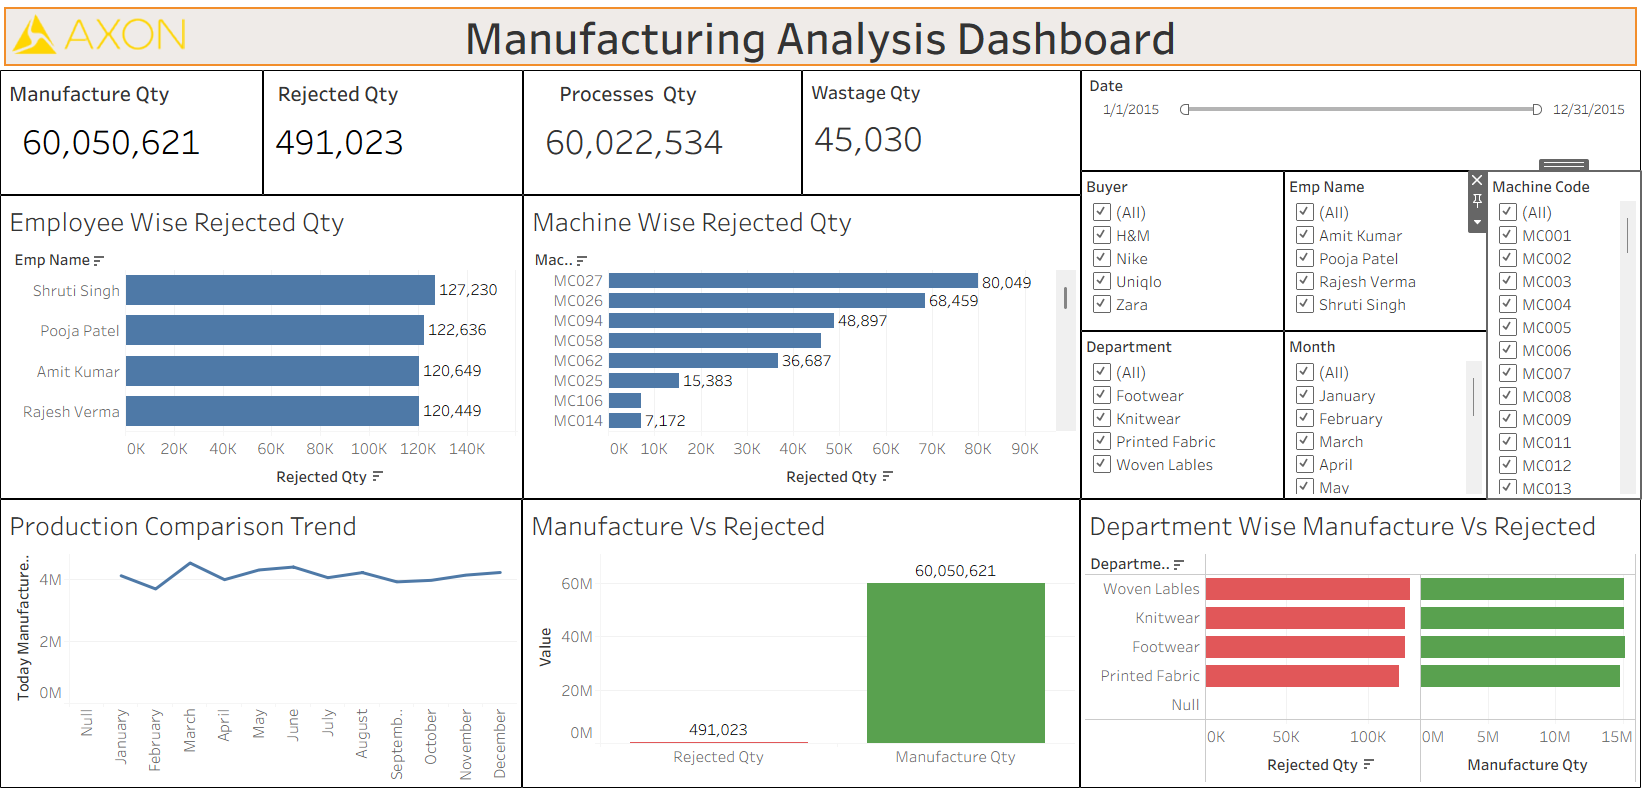 AXON
Manufacturing Analysis Dashboard
Manufacture Qty
60,050,621
Rejected Qty
491,023
Processes Qty
60,022,534
Wastage Qty
45,030
Date
1/1/2015
12/31/2015
Employee Wise Rejected Qty
Emp Name
Shruti Singh 127,230
Pooja Patel 122,636
Amit Kumar 120,649
Rajesh Verma 120,449
0K 20K 40K 60K 80K 100K 120K 140K
Rejected Qty
Machine Wise Rejected Qty
Mac..
MC027 80,049
MC026 68,459
MC094 48,897
MC058
MC062 36,687
MC025 15,383
MC106
MC014 7,172
0K 10K 20K 30K 40K 50K 60K 70K 80K 90K
Rejected Qty
Buyer
(All)
H&M
Nike
Uniqlo
Zara
Emp Name
(All)
Amit Kumar
Pooja Patel
Rajesh Verma
Shruti Singh
Department
(All)
Footwear
Knitwear
Printed Fabric
Woven Lables
Month
(All)
January
February
March
April
May
Machine Code
(All)
MC001
MC002
MC003
MC004
MC005
MC006
MC007
MC008
MC009
MC011
MC012
MC013
Production Comparison Trend
Today Manufacture..
4M
2M
0M
Null
January
February
March
April
May
June
July
August
Septemb..
October
November
December
Manufacture Vs Rejected
Value
60M
40M
20M
0M
491,023
60,050,621
Rejected Qty
Manufacture Qty
Department Wise Manufacture Vs Rejected
Departme..
Woven Lables
Knitwear
Footwear
Printed Fabric
Null
0K 50K 100K
0M 5M 10M 15M
Rejected Qty
Manufacture Qty